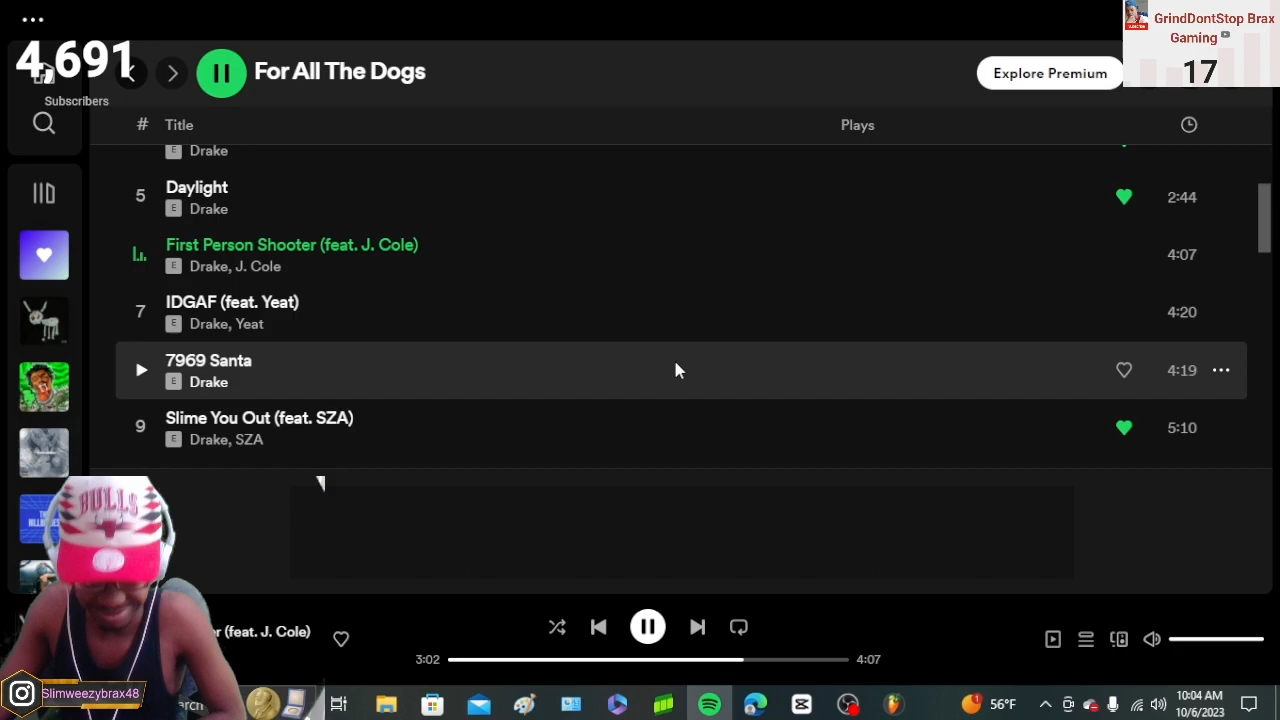 GrindDontStop Brax
Gaming
17
4,691
Subscribers
For All The Dogs
Explore Premium
# Title Plays
E Drake
5 Daylight 2:44
E Drake
First Person Shooter (feat. J. Cole) 4:07
E Drake, J. Cole
7 IDGAF (feat. Yeat) 4:20
E Drake, Yeat
7969 Santa 4:19
E Drake
9 Slime You Out (feat. SZA) 5:10
E Drake, SZA
BULLS
r (feat. J. Cole)
3:02 4:07
Slimweezybrax48
erch
1
56°F
10:04 AM
10/6/2023